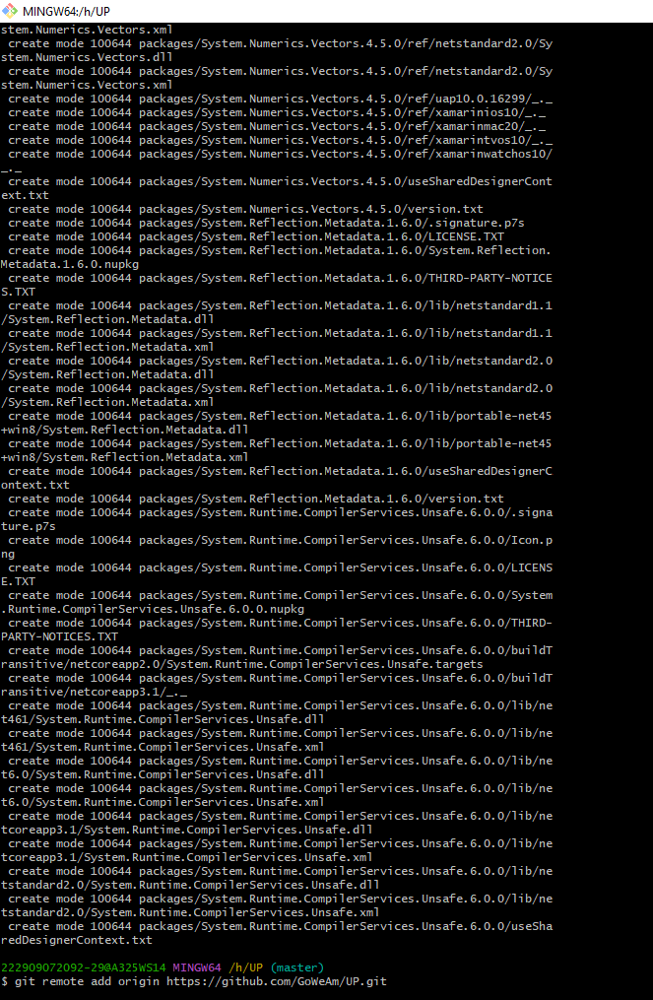 MINGW64:/h/UP
stem.Numerics.Vectors.xml
 create mode 100644 packages/System.Numerics.Vectors.4.5.0/ref/netstandard2.0/Sy
stem.Numerics.Vectors.dll
 create mode 100644 packages/System.Numerics.Vectors.4.5.0/ref/netstandard2.0/Sy
stem.Numerics.Vectors.xml
 create mode 100644 packages/System.Numerics.Vectors.4.5.0/ref/uap10.0.16299/_._
 create mode 100644 packages/System.Numerics.Vectors.4.5.0/ref/xamarinios10/_._
 create mode 100644 packages/System.Numerics.Vectors.4.5.0/ref/xamarinmac20/_._
 create mode 100644 packages/System.Numerics.Vectors.4.5.0/ref/xamarintvos10/_._
 create mode 100644 packages/System.Numerics.Vectors.4.5.0/ref/xamarinwatchos10/
_._
 create mode 100644 packages/System.Numerics.Vectors.4.5.0/useSharedDesignerCont
ext.txt
 create mode 100644 packages/System.Numerics.Vectors.4.5.0/version.txt
 create mode 100644 packages/System.Reflection.Metadata.1.6.0/.signature.p7s
 create mode 100644 packages/System.Reflection.Metadata.1.6.0/LICENSE.TXT
 create mode 100644 packages/System.Reflection.Metadata.1.6.0/System.Reflection.
Metadata.1.6.0.nupkg
 create mode 100644 packages/System.Reflection.Metadata.1.6.0/THIRD-PARTY-NOTICE
S.TXT
 create mode 100644 packages/System.Reflection.Metadata.1.6.0/lib/netstandard1.1
/System.Reflection.Metadata.dll
 create mode 100644 packages/System.Reflection.Metadata.1.6.0/lib/netstandard1.1
/System.Reflection.Metadata.xml
 create mode 100644 packages/System.Reflection.Metadata.1.6.0/lib/netstandard2.0
/System.Reflection.Metadata.dll
 create mode 100644 packages/System.Reflection.Metadata.1.6.0/lib/netstandard2.0
/System.Reflection.Metadata.xml
 create mode 100644 packages/System.Reflection.Metadata.1.6.0/lib/portable-net45
+win8/System.Reflection.Metadata.dll
 create mode 100644 packages/System.Reflection.Metadata.1.6.0/lib/portable-net45
+win8/System.Reflection.Metadata.xml
 create mode 100644 packages/System.Reflection.Metadata.1.6.0/useSharedDesignerC
ontext.txt
 create mode 100644 packages/System.Reflection.Metadata.1.6.0/version.txt
 create mode 100644 packages/System.Runtime.CompilerServices.Unsafe.6.0.0/.signa
ture.p7s
 create mode 100644 packages/System.Runtime.CompilerServices.Unsafe.6.0.0/Icon.p
ng
 create mode 100644 packages/System.Runtime.CompilerServices.Unsafe.6.0.0/LICENS
E.TXT
 create mode 100644 packages/System.Runtime.CompilerServices.Unsafe.6.0.0/System
.Runtime.CompilerServices.Unsafe.6.0.0.nupkg
 create mode 100644 packages/System.Runtime.CompilerServices.Unsafe.6.0.0/THIRD-
PARTY-NOTICES.TXT
 create mode 100644 packages/System.Runtime.CompilerServices.Unsafe.6.0.0/buildT
ransitive/netcoreapp2.0/System.Runtime.CompilerServices.Unsafe.targets
 create mode 100644 packages/System.Runtime.CompilerServices.Unsafe.6.0.0/buildT
ransitive/netcoreapp3.1/_._
 create mode 100644 packages/System.Runtime.CompilerServices.Unsafe.6.0.0/lib/ne
t461/System.Runtime.CompilerServices.Unsafe.dll
 create mode 100644 packages/System.Runtime.CompilerServices.Unsafe.6.0.0/lib/ne
t461/System.Runtime.CompilerServices.Unsafe.xml
 create mode 100644 packages/System.Runtime.CompilerServices.Unsafe.6.0.0/lib/ne
t6.0/System.Runtime.CompilerServices.Unsafe.dll
 create mode 100644 packages/System.Runtime.CompilerServices.Unsafe.6.0.0/lib/ne
t6.0/System.Runtime.CompilerServices.Unsafe.xml
 create mode 100644 packages/System.Runtime.CompilerServices.Unsafe.6.0.0/lib/ne
tcoreapp3.1/System.Runtime.CompilerServices.Unsafe.dll
 create mode 100644 packages/System.Runtime.CompilerServices.Unsafe.6.0.0/lib/ne
tcoreapp3.1/System.Runtime.CompilerServices.Unsafe.xml
 create mode 100644 packages/System.Runtime.CompilerServices.Unsafe.6.0.0/lib/ne
tstandard2.0/System.Runtime.CompilerServices.Unsafe.dll
 create mode 100644 packages/System.Runtime.CompilerServices.Unsafe.6.0.0/lib/ne
tstandard2.0/System.Runtime.CompilerServices.Unsafe.xml
 create mode 100644 packages/System.Runtime.CompilerServices.Unsafe.6.0.0/useSha
redDesignerContext.txt
222909072092-29@A325WS14 MINGW64 /h/UP (master)
$ git remote add origin https://github.com/GoWeAm/UP.git